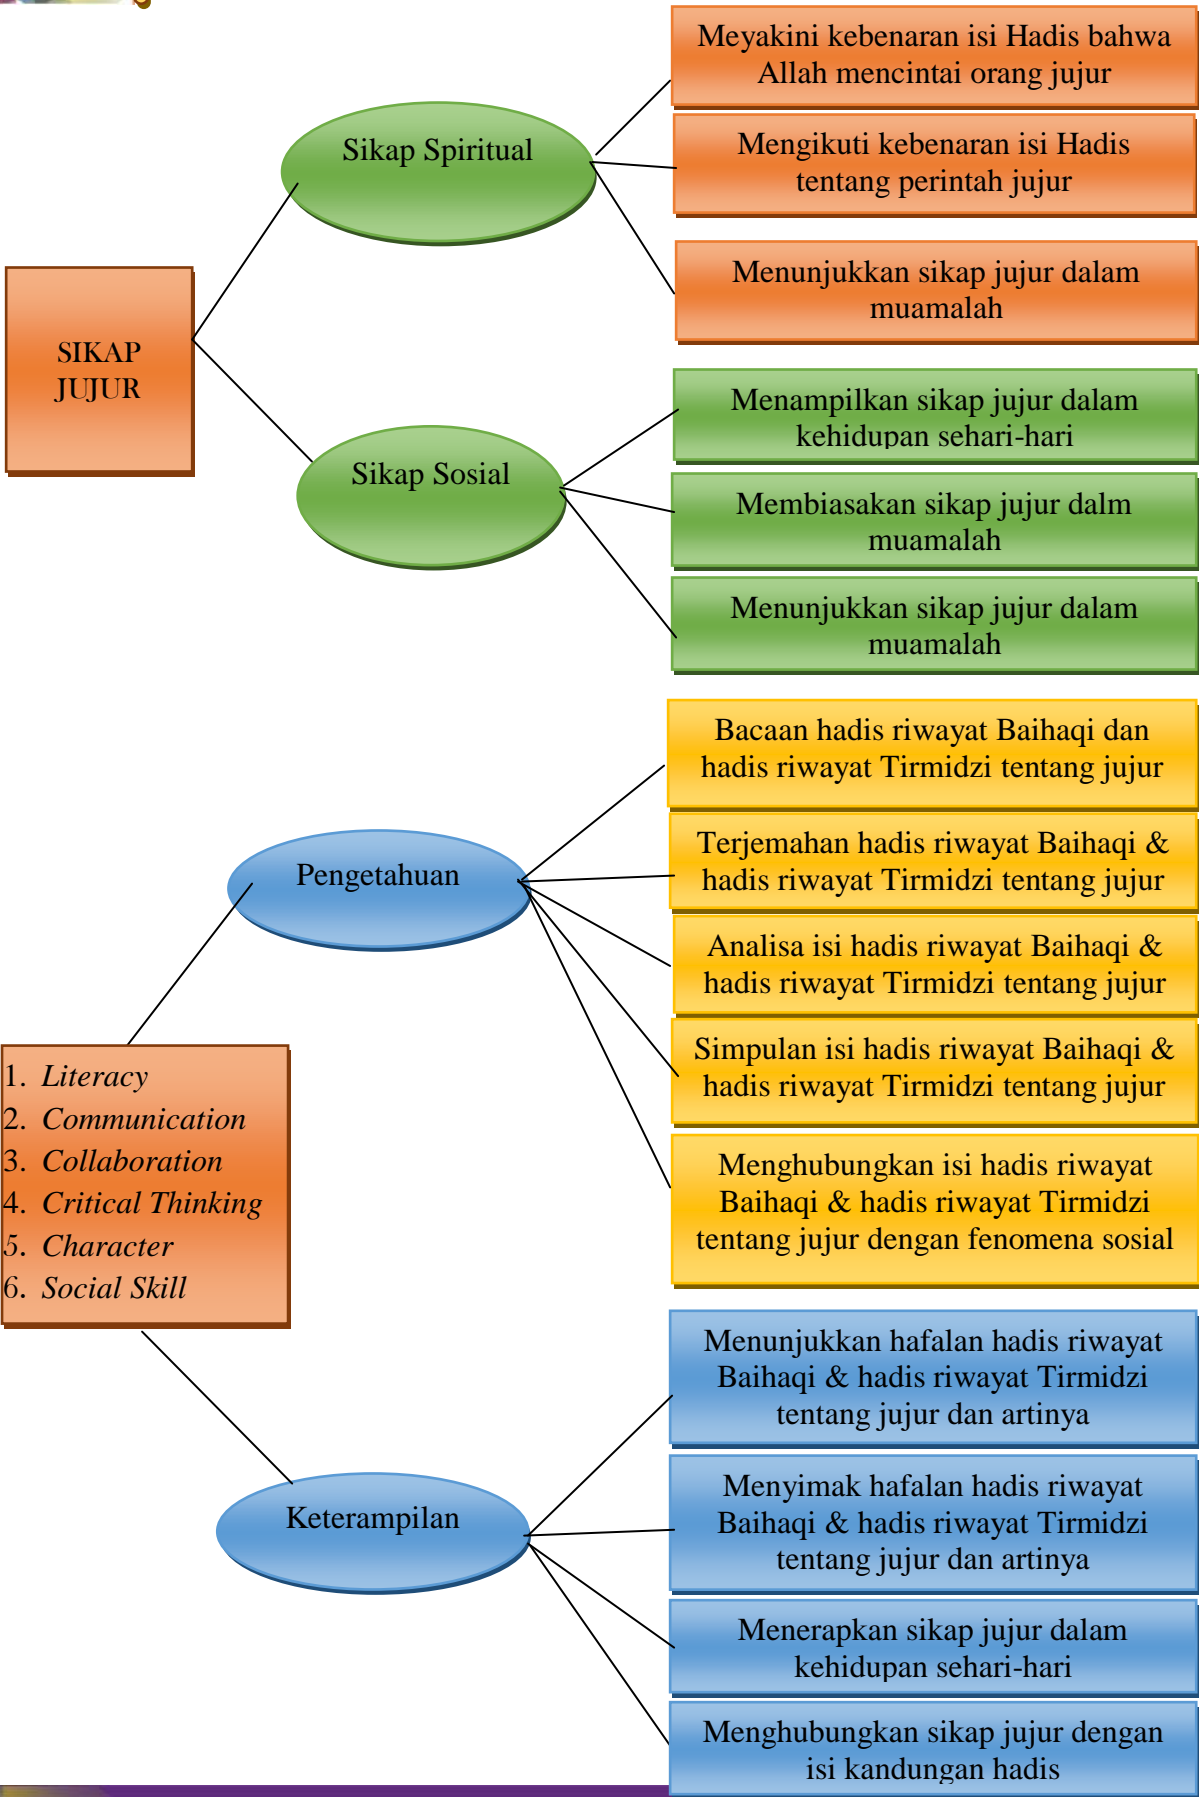 Meyakini kebenaran isi Hadis bahwa
Allah mencintai orang jujur
Sikap Spiritual
Mengikuti kebenaran isi Hadis
tentang perintah jujur
Menunjukkan sikap jujur dalam
muamalah
SIKAP
JUJUR
Menampilkan sikap jujur dalam
kehidupan sehari-hari
Sikap Sosial
Membiasakan sikap jujur dalm
muamalah
Menunjukkan sikap jujur dalam
muamalah
Bacaan hadis riwayat Baihaqi dan
hadis riwayat Tirmidzi tentang jujur
Pengetahuan
Terjemahan hadis riwayat Baihaqi &
hadis riwayat Tirmidzi tentang jujur
Analisa isi hadis riwayat Baihaqi &
hadis riwayat Tirmidzi tentang jujur
Simpulan isi hadis riwayat Baihaqi &
hadis riwayat Tirmidzi tentang jujur
Menghubungkan isi hadis riwayat
Baihaqi & hadis riwayat Tirmidzi
tentang jujur dengan fenomena sosial
1. Literacy
2. Communication
3. Collaboration
4. Critical Thinking
5. Character
6. Social Skill
Menunjukkan hafalan hadis riwayat
Baihaqi & hadis riwayat Tirmidzi
tentang jujur dan artinya
Keterampilan
Menyimak hafalan hadis riwayat
Baihaqi & hadis riwayat Tirmidzi
tentang jujur dan artinya
Menerapkan sikap jujur dalam
kehidupan sehari-hari
Menghubungkan sikap jujur dengan
isi kandungan hadis